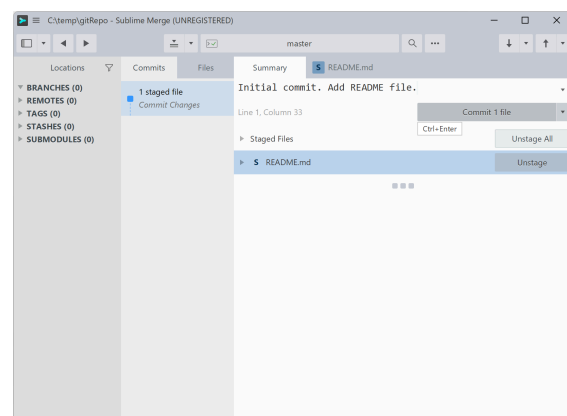 C:\temp\gitRepo - Sublime Merge (UNREGISTERED)
master
Locations
Commits
Files
Summary
S README.md
BRANCHES (0)
REMOTES (0)
TAGS (0)
STASHES (0)
SUBMODULES (0)
1 staged file
Commit Changes
Initial commit. Add README file.
Line 1, Column 33
Commit 1 file
Ctrl+Enter
Staged Files
Unstage All
S README.md
Unstage